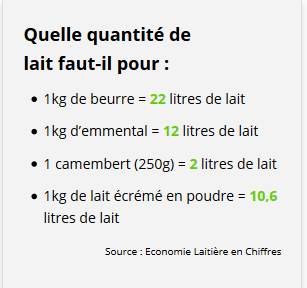 Quelle quantité de
lait faut-il pour :
• 1kg de beurre = 22 litres de lait
• 1kg d’emmental = 12 litres de lait
• 1 camembert (250g) = 2 litres de lait
• 1kg de lait écrémé en poudre = 10,6
litres de lait
Source : Economie Laitière en Chiffres